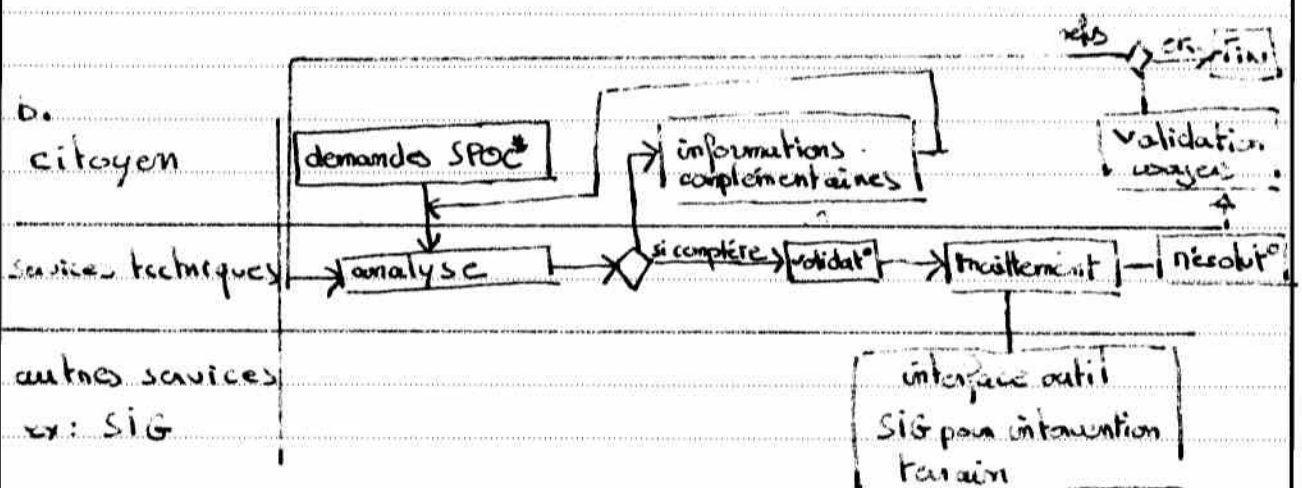 refus
ok
Fin
b.
citoyen
demandes SPOC*
informations
complémentaires
validation
usager
services techniques
analyse
si complète
validat°
traitement
résolut°
autres services
ex: SIG
interface outil
SIG pour intervention
terrain